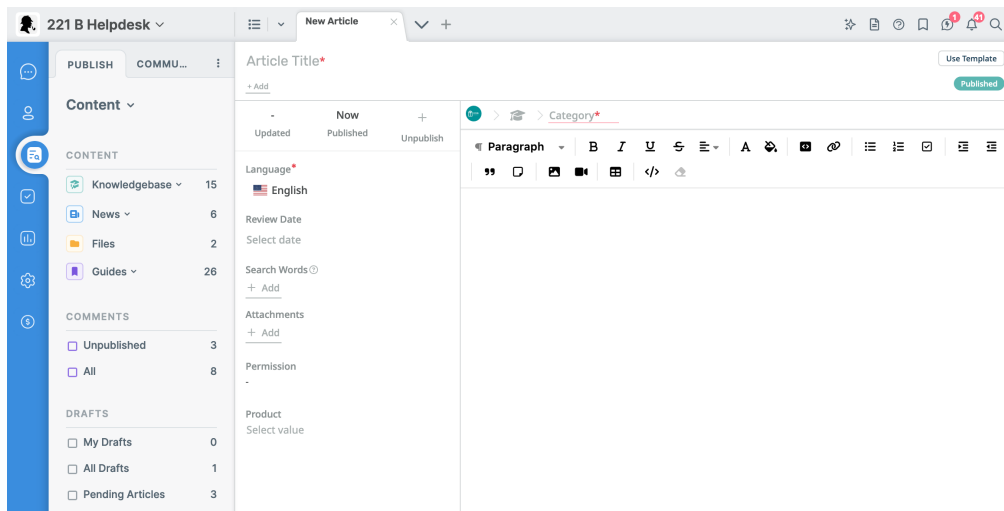 221 B Helpdesk
New Article
1
41
PUBLISH
COMMU...
Content
CONTENT
Knowledgebase 15
News 6
Files 2
Guides 26
COMMENTS
Unpublished 3
All 8
DRAFTS
My Drafts 0
All Drafts 1
Pending Articles 3
Article Title*
+ Add
Use Template
Published
- Now +
Updated Published Unpublish
Language*
English
Review Date
Select date
Search Words
+ Add
Attachments
+ Add
Permission
-
Product
Select value
Category*
Paragraph B I U S A